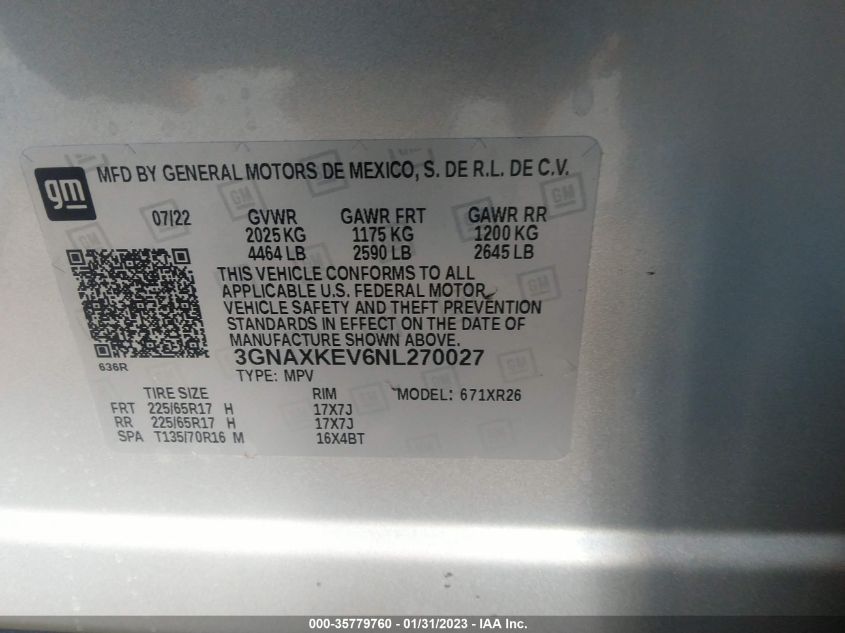 gm
MFD BY GENERAL MOTORS DE MEXICO, S. DE R.L. DE C.V.
07/22 GVWR GAWR FRT GAWR RR
2025 KG 1175 KG 1200 KG
4464 LB 2590 LB 2645 LB
THIS VEHICLE CONFORMS TO ALL
APPLICABLE U.S. FEDERAL MOTOR
VEHICLE SAFETY AND THEFT PREVENTION
STANDARDS IN EFFECT ON THE DATE OF
MANUFACTURE SHOWN ABOVE.
3GNAXKEV6NL270027
636R
TYPE: MPV
TIRE SIZE RIM MODEL: 671XR26
FRT 225/65R17 H 17X7J
RR 225/65R17 H 17X7J
SPA T135/70R16 M 16X4BT
000-35779760 - 01/31/2023 - IAA Inc.